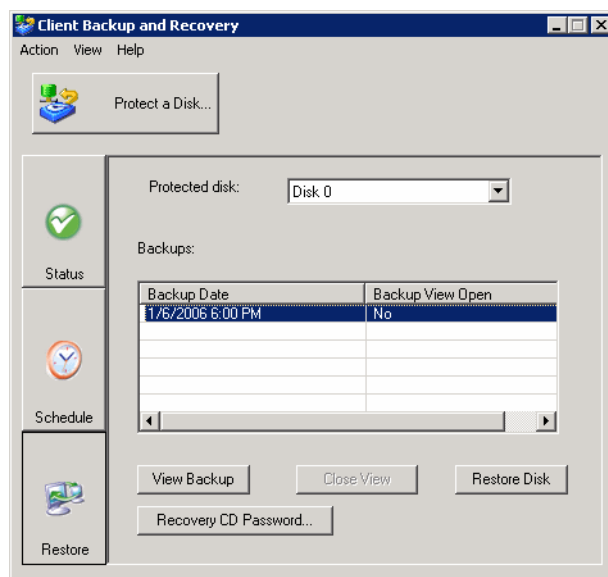 Client Backup and Recovery
Action View Help
Protect a Disk...
Protected disk: Disk 0
Status
Backups:
Backup Date Backup View Open
1/6/2006 6:00 PM No
Schedule
View Backup Close View Restore Disk
Recovery CD Password...
Restore